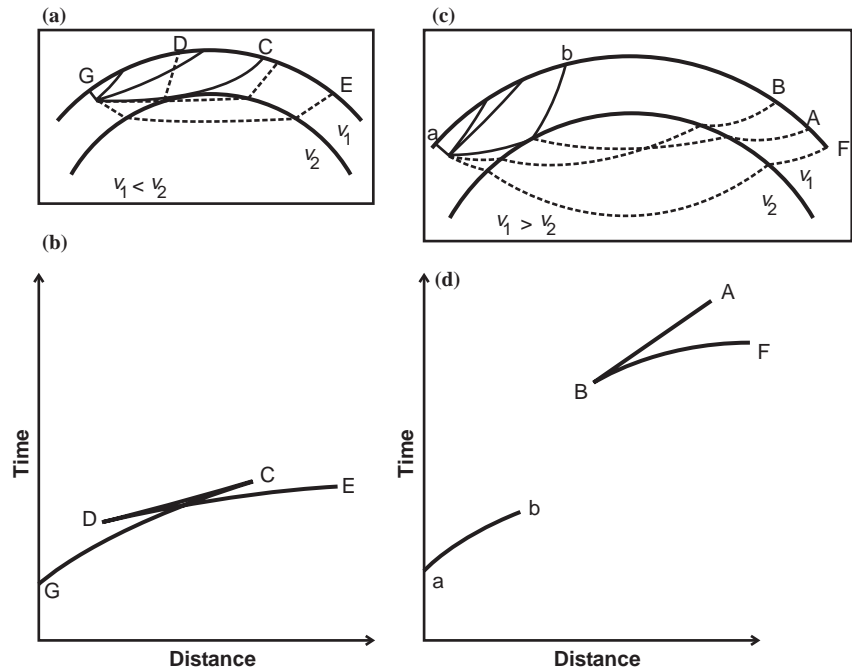 (a)
G
D
C
E
v1
v2
v1 < v2
(c)
a
b
B
A
F
v1
v2
v1 > v2
(b)
Time
G
D
C
E
Distance
(d)
Time
a
b
B
A
F
Distance